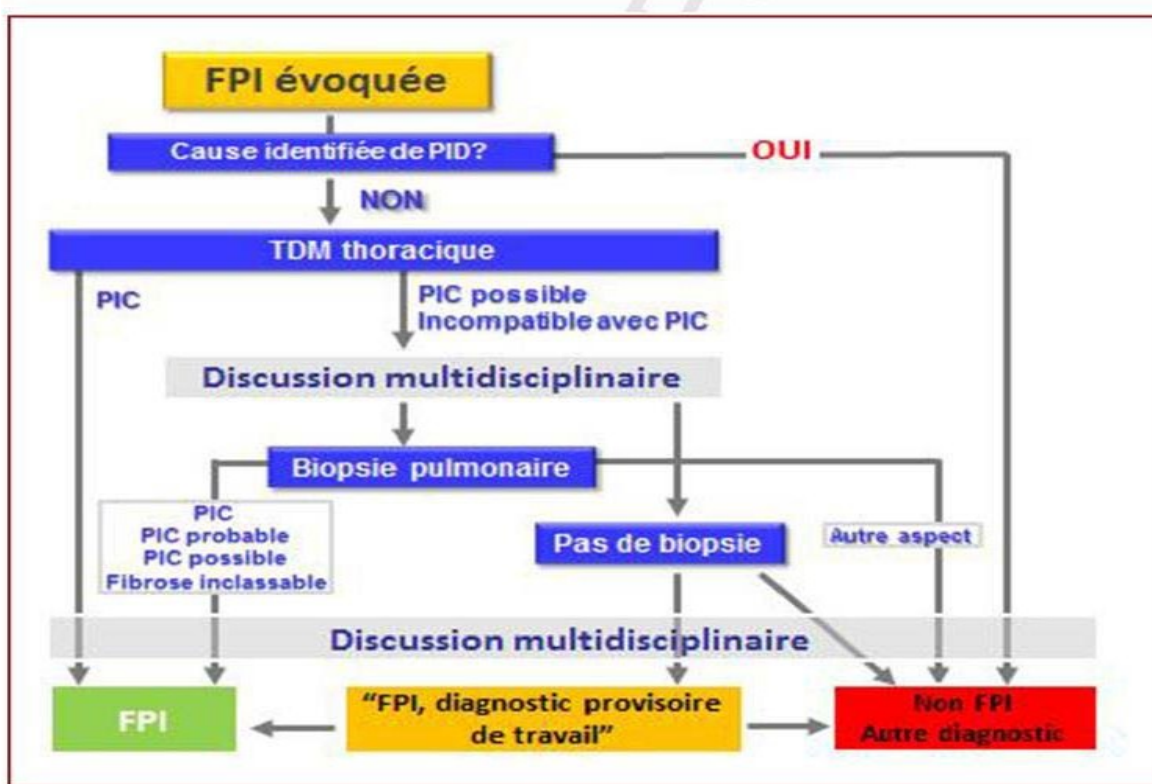 FPI évoquée
Cause identifiée de PID?
OUI
NON
TDM thoracique
PIC
PIC possible
Incompatible avec PIC
Discussion multidisciplinaire
Biopsie pulmonaire
PIC
PIC probable
PIC possible
Fibrose inclassable
Pas de biopsie
Autre aspect
Discussion multidisciplinaire
FPI
“FPI, diagnostic provisoire
de travail”
Non FPI
Autre diagnostic